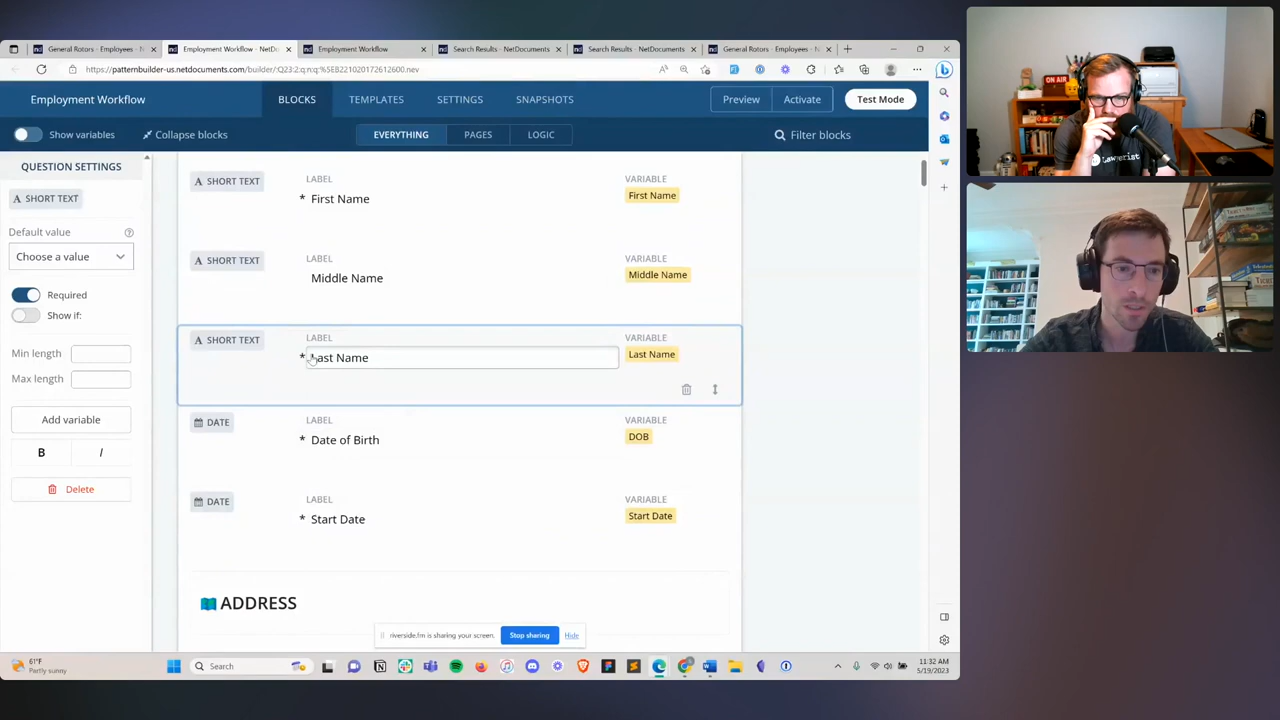 General Rotors - Employees - N
Employment Workflow - NetDo
Employment Workflow
Search Results - NetDocuments
Search Results - NetDocuments
General Rotors - Employees - N
https://patternbuilder-us.netdocuments.com/builder/:Q23:2:q:n:q:%5EB221020172612600.nev
Employment Workflow
BLOCKS
TEMPLATES
SETTINGS
SNAPSHOTS
Preview
Activate
Test Mode
Show variables
Collapse blocks
EVERYTHING
PAGES
LOGIC
Filter blocks
QUESTION SETTINGS
A SHORT TEXT
Default value
Choose a value
Required
Show if:
Min length
Max length
Add variable
B
I
Delete
A SHORT TEXT
LABEL
* First Name
VARIABLE
First Name
A SHORT TEXT
LABEL
Middle Name
VARIABLE
Middle Name
A SHORT TEXT
LABEL
* Last Name
VARIABLE
Last Name
DATE
LABEL
* Date of Birth
VARIABLE
DOB
DATE
LABEL
* Start Date
VARIABLE
Start Date
ADDRESS
riverside.fm is sharing your screen.
Stop sharing
Hide
61°F
Partly sunny
Search
11:32 AM
5/19/2023
ON AIR
Lawyerist